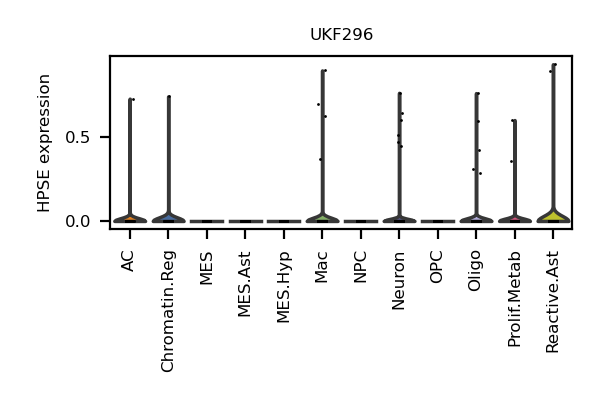 UKF296
HPSE expression
0.5
0.0
AC
Chromatin.Reg
MES
MES.Ast
MES.Hyp
Mac
NPC
Neuron
OPC
Oligo
Prolif.Metab
Reactive.Ast